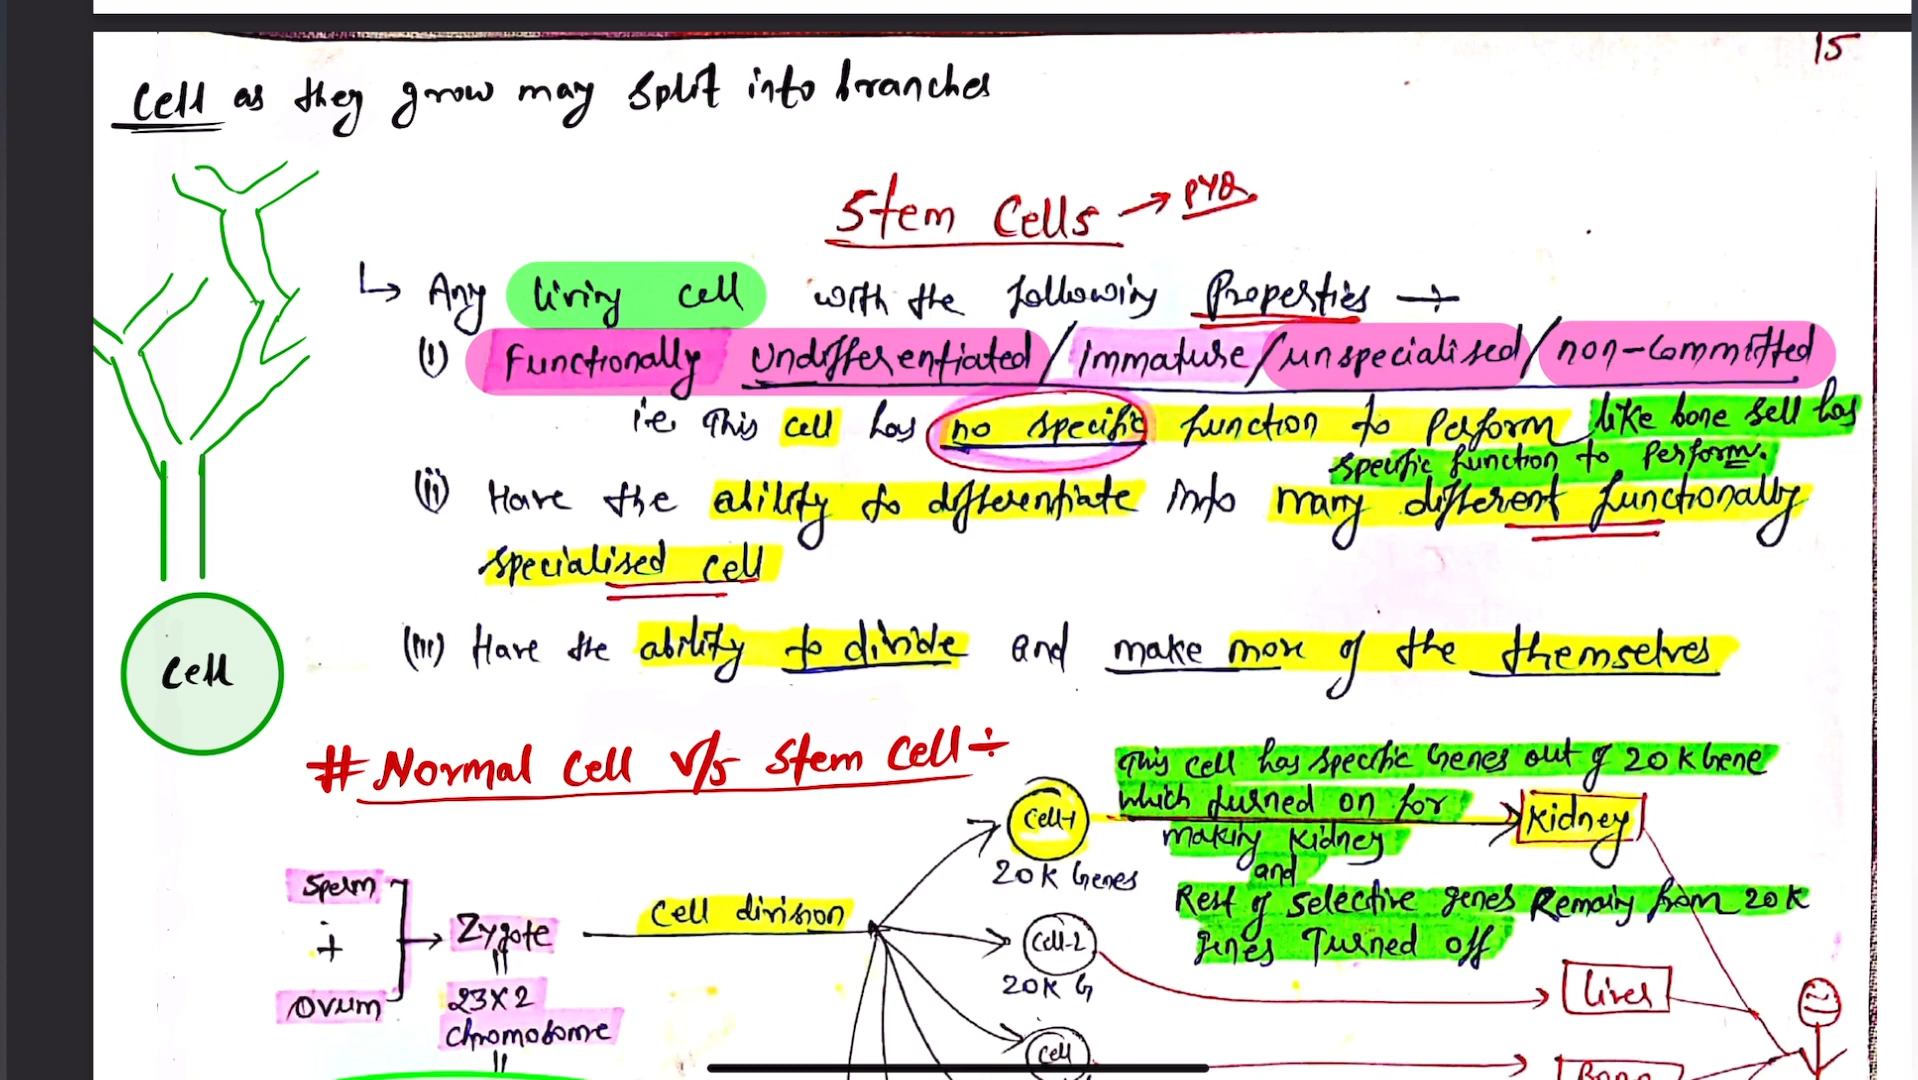 15
Cell as they grow may split into branches
Stem Cells → PYQ.
↳ Any living cell with the following Properties →
(i) Functionally Undifferentiated/immature/unspecialised/non-Committed
i.e. This cell has no specific function to Perform like bone sell has
specific function to Perform.
(ii) Have the ability to differentiate into many different functionally
specialised cell
(iii) Have the ability to divide and make more of the themselves
Cell
# Normal Cell v/s Stem Cell ÷
This cell has specific Genes out of 20 K Gene
which turned on for
making kidney
and
Rest of selective genes Remaing from 20 K
genes Turned off
Cell-1
20K Genes
Kidney
Sperm
+
Ovum
Zygote
23X2
Chromosome
Cell division
Cell-2
20K G
liver
Cell
Bone